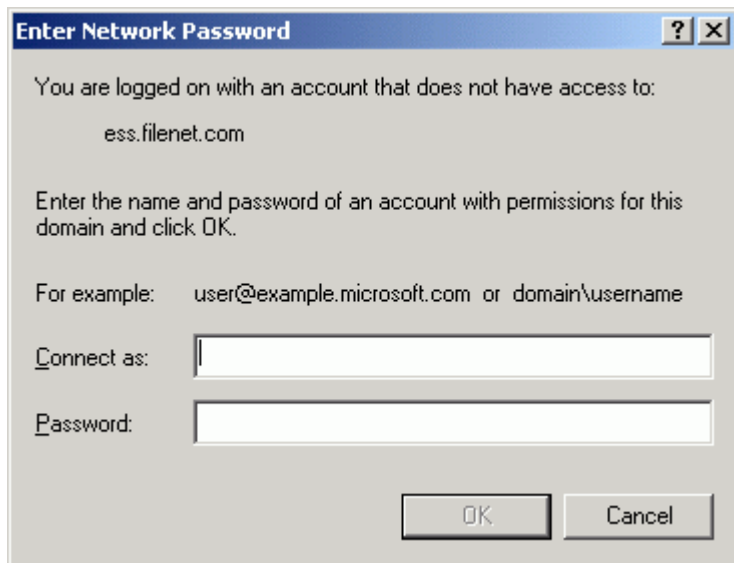 Enter Network Password
You are logged on with an account that does not have access to:
ess.filenet.com
Enter the name and password of an account with permissions for this
domain and click OK.
For example: user@example.microsoft.com or domain\username
Connect as:
Password:
OK Cancel